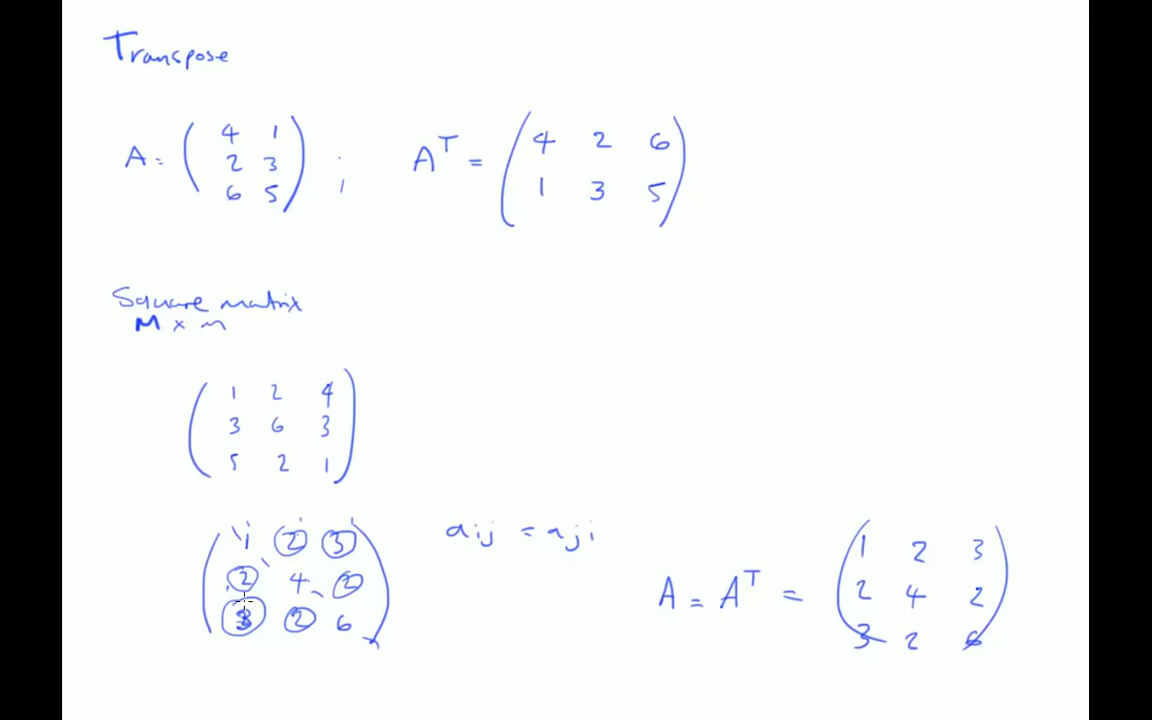 Transpose
A = ( 4 1 ; Aᵀ = ( 4 2 6
2 3
6 5 ) 1 3 5 )
Square matrix
M × m
( 1 2 4
3 6 3
5 2 1 )
( 1 2 3 aij = aji
2 4 2
3 2 6 )
A = Aᵀ = ( 1 2 3
2 4 2
3 2 6 )